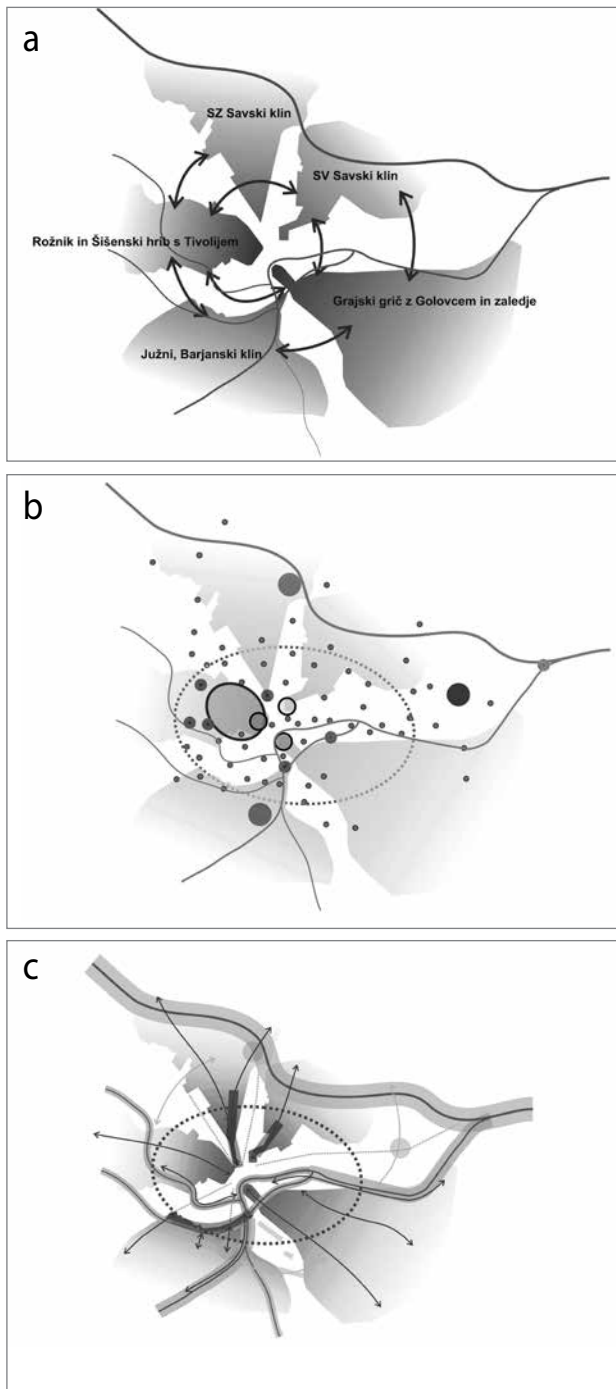 a
SZ Savski klin
SV Savski klin
Rožnik in Šišenski hrib s Tivolijem
Grajski grič z Golovcem in zaledje
Južni, Barjanski klin
b
c